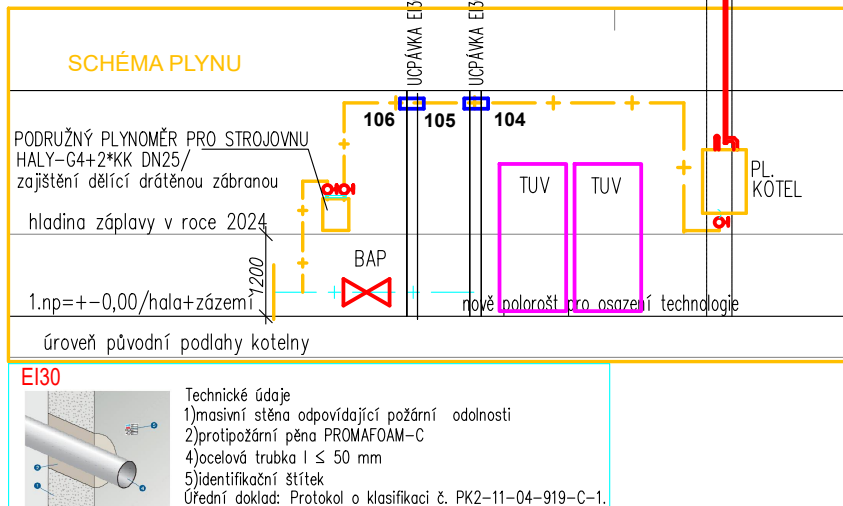 UCPÁVKA EI3
UCPÁVKA EI3
SCHÉMA PLYNU
106
105
104
PODRUŽNÝ PLYNOMĚR PRO STROJOVNU
HALY-G4+2*KK DN25/
zajištění dělící drátěnou zábranou
TUV
TUV
PL.
KOTEL
hladina záplavy v roce 2024
BAP
1200
1.np=+-0,00/hala+zázemí
nově polorošt pro osazení technologie
úroveň původní podlahy kotelny
EI30
Technické údaje
1)masivní stěna odpovídající požární odolnosti
2)protipožární pěna PROMAFOAM-C
4)ocelová trubka l ≤ 50 mm
5)identifikační štítek
Úřední doklad: Protokol o klasifikaci č. PK2-11-04-919-C-1.